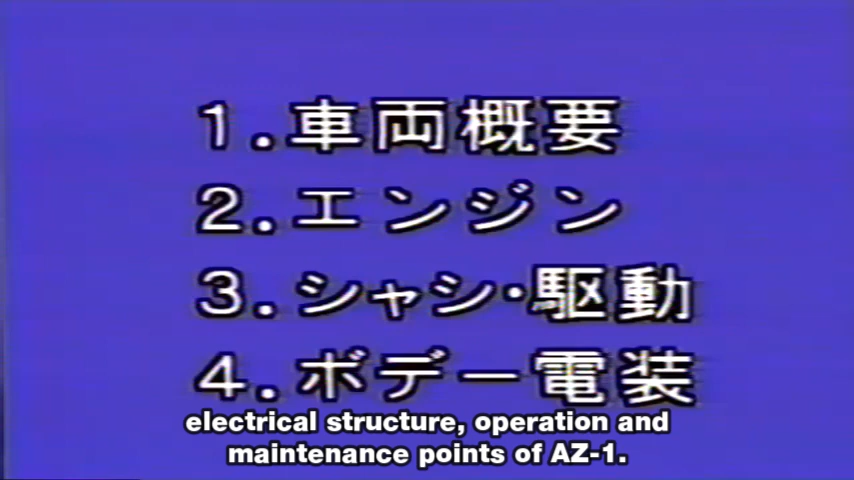 1.車両概要
2.エンジン
3.シャシ・駆動
4.ボデー電装
electrical structure, operation and
maintenance points of AZ-1.